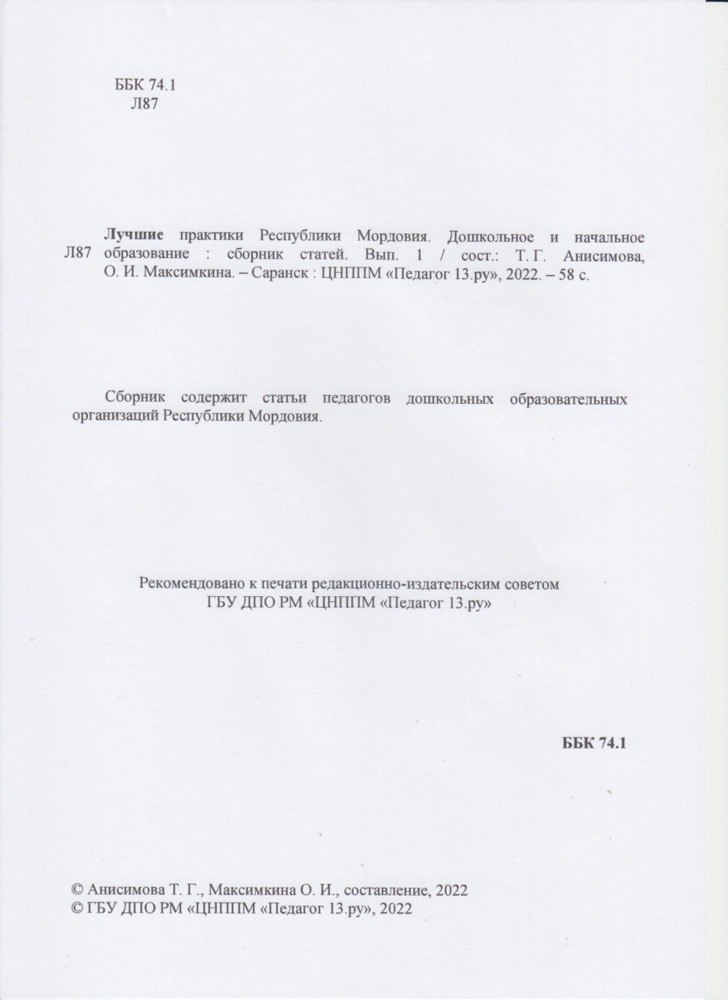 ББК 74.1
Л87
Лучшие практики Республики Мордовия. Дошкольное и начальное
Л87 образование : сборник статей. Вып. 1 / сост.: Т. Г. Анисимова,
О. И. Максимкина. – Саранск : ЦНППМ «Педагог 13.ру», 2022. – 58 с.
Сборник содержит статьи педагогов дошкольных образовательных
организаций Республики Мордовия.
Рекомендовано к печати редакционно-издательским советом
ГБУ ДПО РМ «ЦНППМ «Педагог 13.ру»
ББК 74.1
© Анисимова Т. Г., Максимкина О. И., составление, 2022
© ГБУ ДПО РМ «ЦНППМ «Педагог 13.ру», 2022